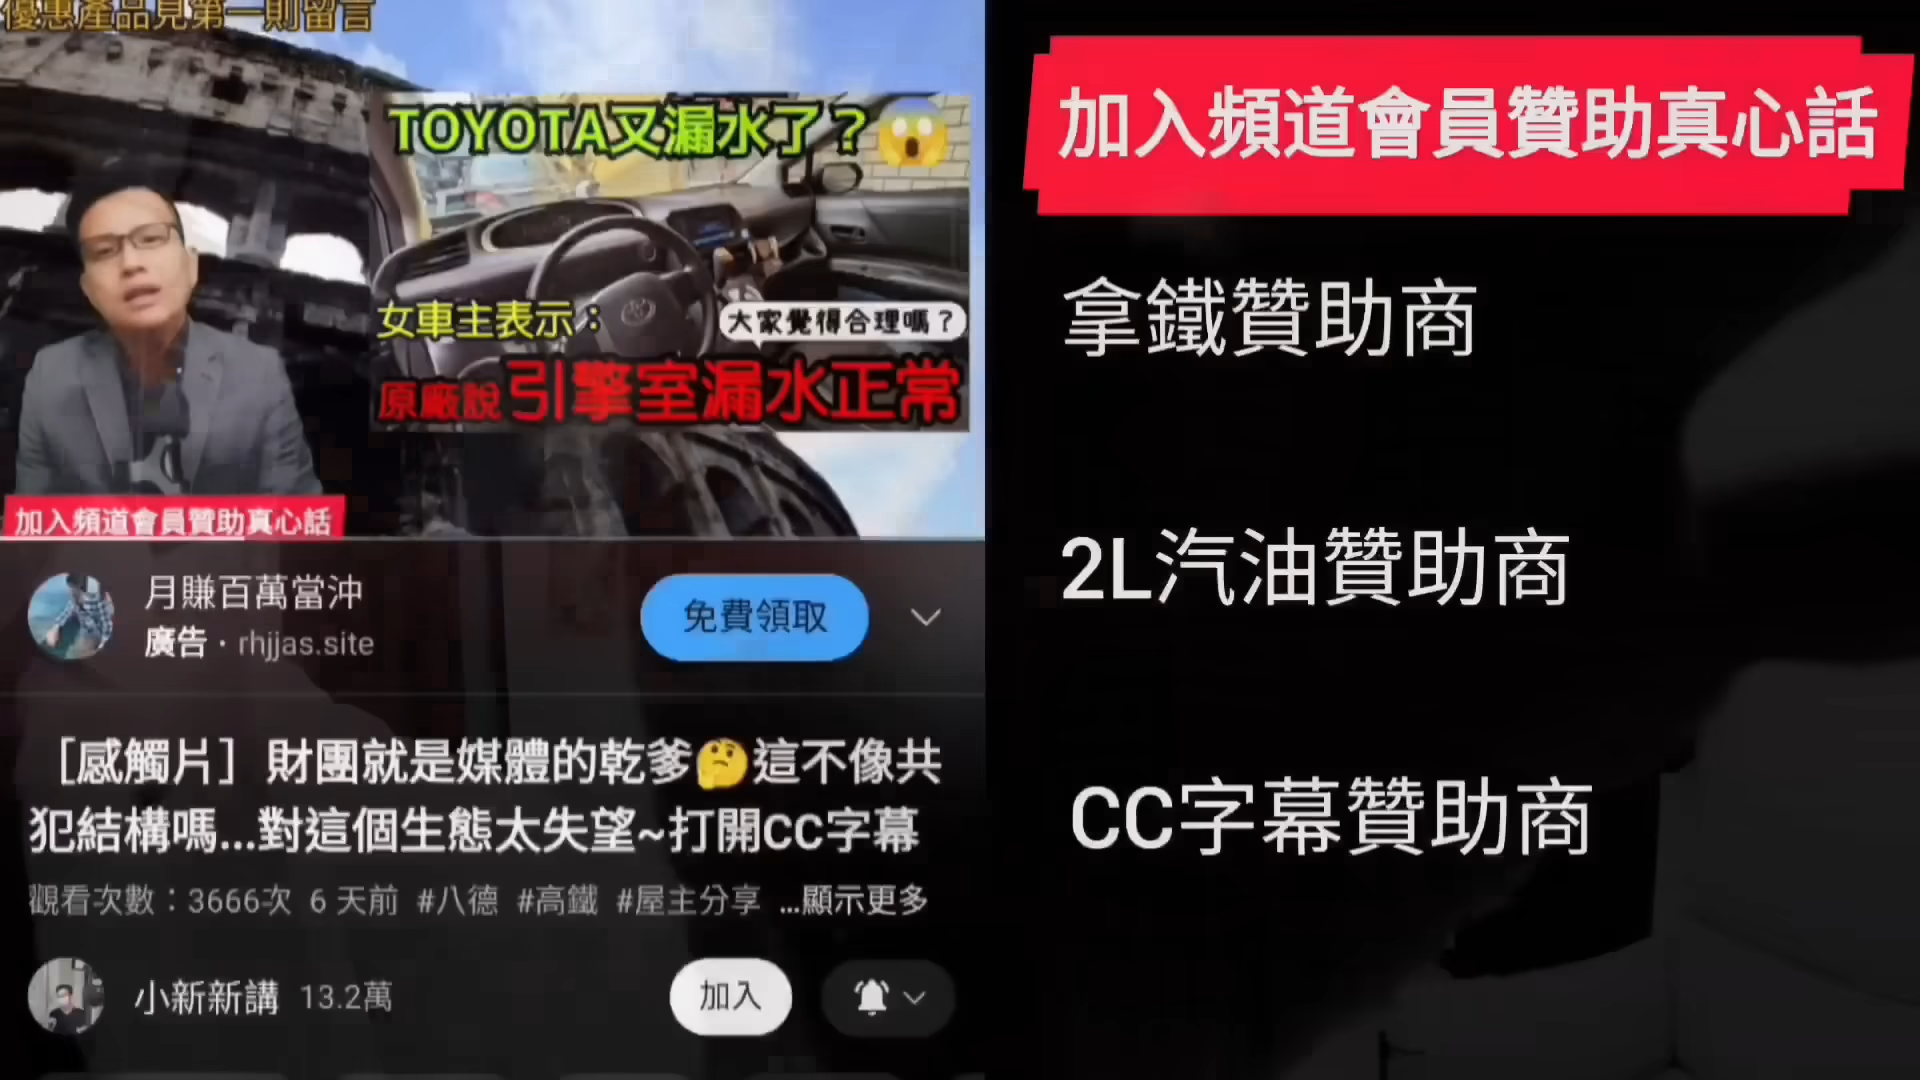 優惠產品見第一則留言
TOYOTA又漏水了？
女車主表示：
大家覺得合理嗎？
原廠說引擎室漏水正常
加入頻道會員贊助真心話
月賺百萬當沖
廣告・rhjjas.site
免費領取
［感觸片］財團就是媒體的乾爹🤔這不像共
犯結構嗎...對這個生態太失望~打開CC字幕
觀看次數：3666次 6 天前 #八德 #高鐵 #屋主分享 ...顯示更多
小新新講 13.2萬
加入
加入頻道會員贊助真心話
拿鐵贊助商
2L汽油贊助商
CC字幕贊助商